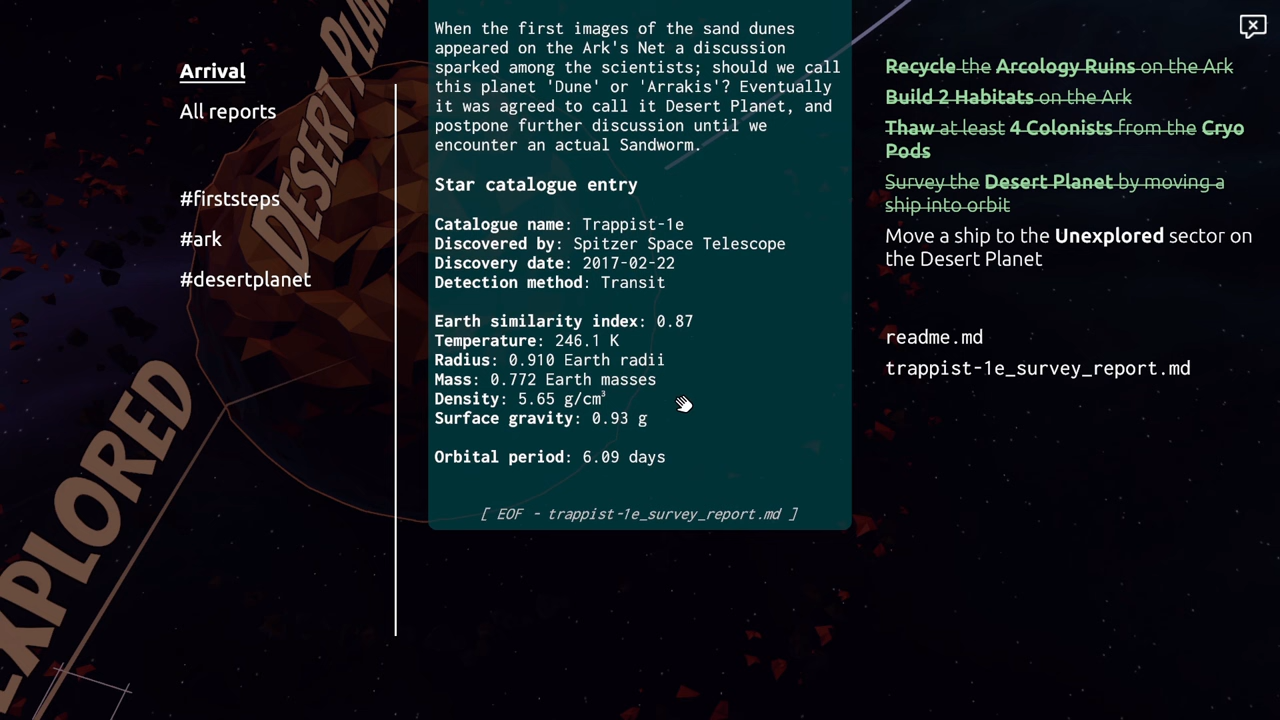 Arrival
All reports
#firststeps
#ark
#desertplanet
DESERT PLAN
EXPLORED
When the first images of the sand dunes
appeared on the Ark's Net a discussion
sparked among the scientists; should we call
this planet 'Dune' or 'Arrakis'? Eventually
it was agreed to call it Desert Planet, and
postpone further discussion until we
encounter an actual Sandworm.
Star catalogue entry
Catalogue name: Trappist-1e
Discovered by: Spitzer Space Telescope
Discovery date: 2017-02-22
Detection method: Transit
Earth similarity index: 0.87
Temperature: 246.1 K
Radius: 0.910 Earth radii
Mass: 0.772 Earth masses
Density: 5.65 g/cm³
Surface gravity: 0.93 g
Orbital period: 6.09 days
[ EOF - trappist-1e_survey_report.md ]
Recycle the Arcology Ruins on the Ark
Build 2 Habitats on the Ark
Thaw at least 4 Colonists from the Cryo
Pods
Survey the Desert Planet by moving a
ship into orbit
Move a ship to the Unexplored sector on
the Desert Planet
readme.md
trappist-1e_survey_report.md